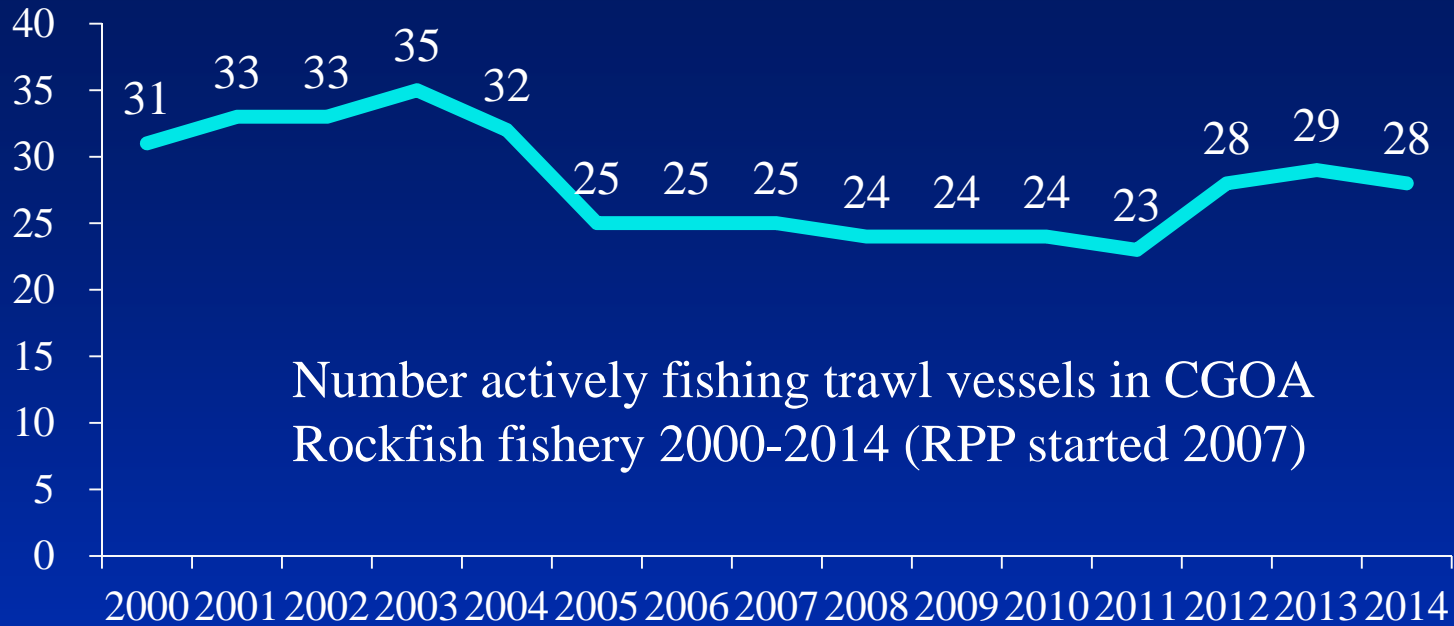 40
35
30
25
20
15
10
5
0
31 33 33 35 32 25 25 25 24 24 24 23 28 29 28
Number actively fishing trawl vessels in CGOA
Rockfish fishery 2000-2014 (RPP started 2007)
2000 2001 2002 2003 2004 2005 2006 2007 2008 2009 2010 2011 2012 2013 2014